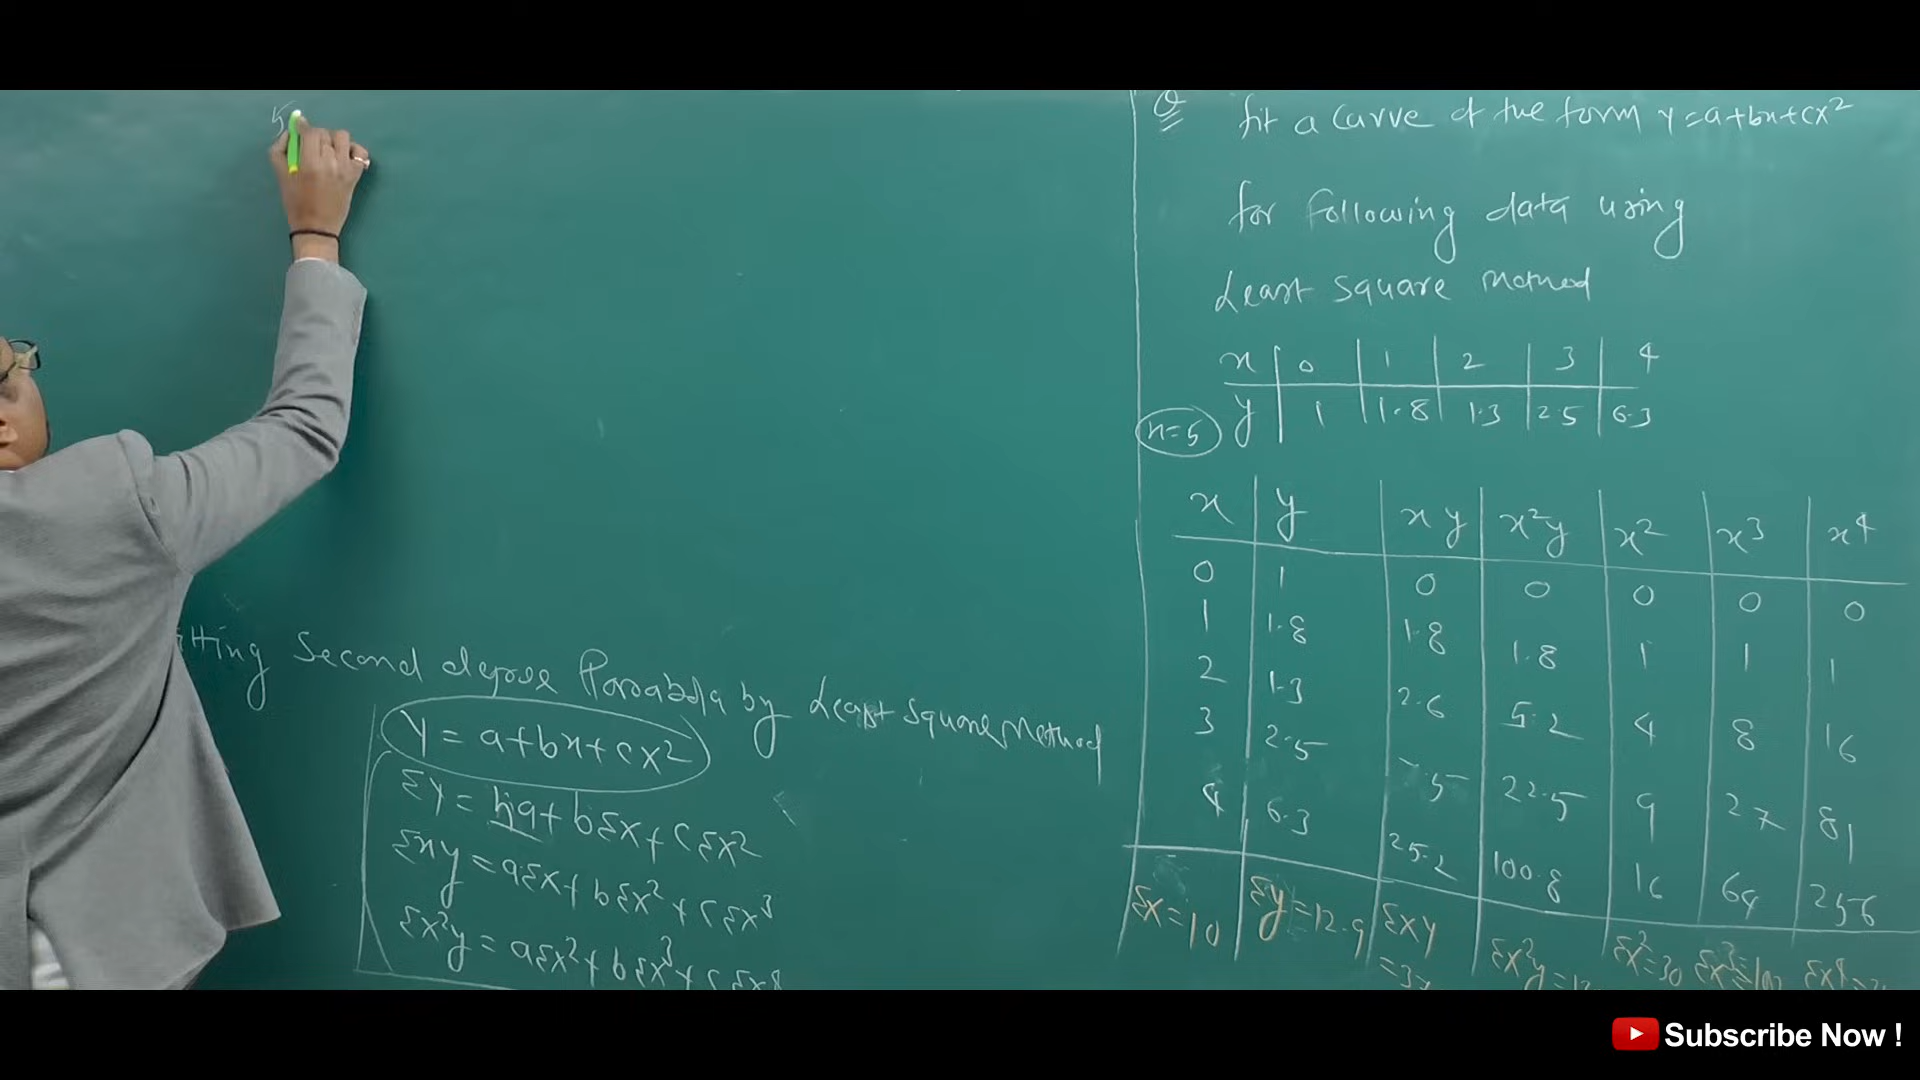 5
Q fit a curve of the form y=a+bx+cx²
for following data using
Least square method
x | 0 | 1 | 2 | 3 | 4
n=5 y | 1 | 1.8 | 1.3 | 2.5 | 6.3
x | y | xy | x²y | x² | x³ | x⁴
0 | 1 | 0 | 0 | 0 | 0 | 0
1 | 1.8 | 1.8 | 1.8 | 1 | 1 | 1
2 | 1.3 | 2.6 | 5.2 | 4 | 8 | 16
3 | 2.5 | 7.5 | 22.5 | 9 | 27 | 81
4 | 6.3 | 25.2 | 100.8 | 16 | 64 | 256
Σx=10 | Σy=12.9 | Σxy | Σx²y= | Σx²=30 | Σx³= | Σx⁴=
=37
itting Second degree Parabola by Least square Method
y = a+bx+cx²
Σy = na+bΣx+cΣx²
Σxy = aΣx+bΣx²+cΣx³
Σx²y = aΣx²+bΣx³+cΣx⁴
Subscribe Now !